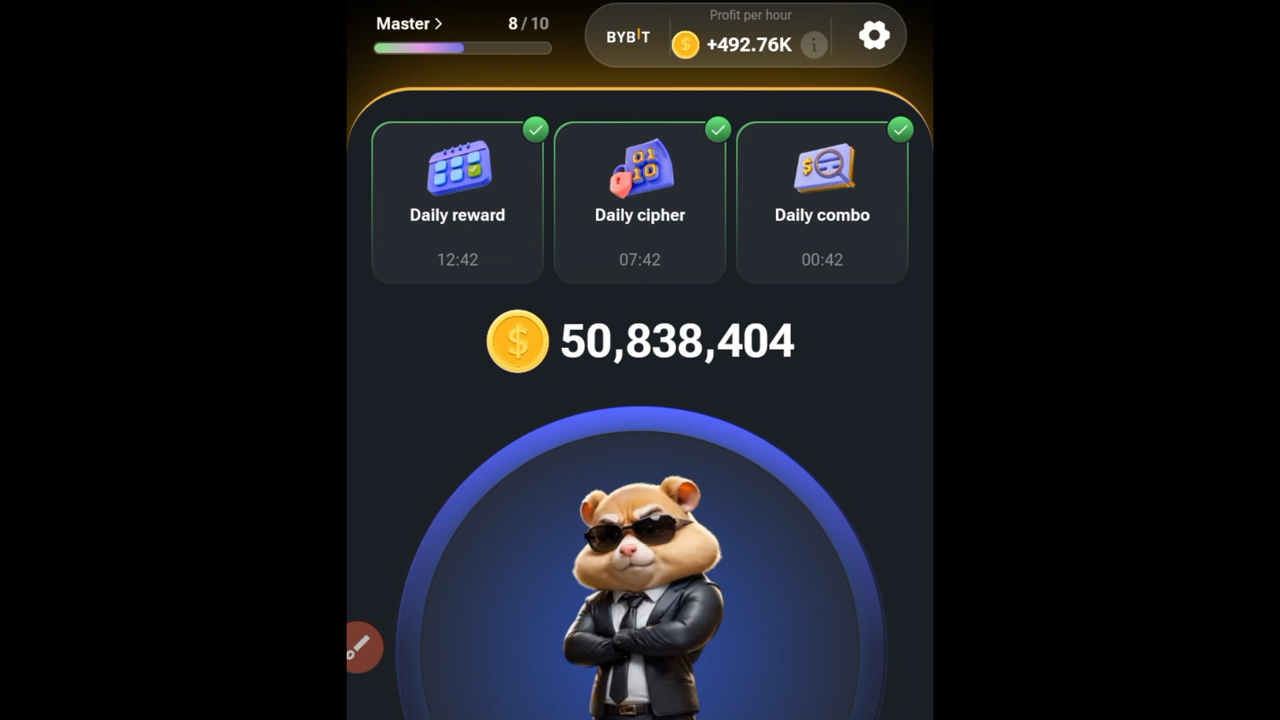 Master >
8 / 10
BYBIT
Profit per hour
+492.76K
Daily reward
12:42
Daily cipher
07:42
Daily combo
00:42
50,838,404